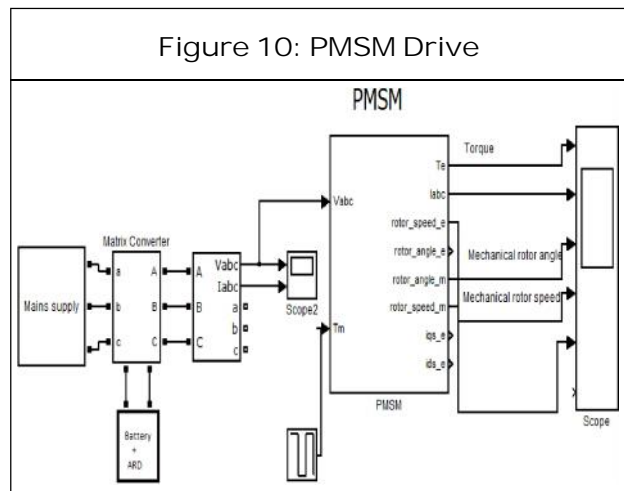 Figure 10: PMSM Drive
PMSM
Torque
Te
Vabc
Iabc
rotor_speed_e
rotor_angle_e
Mechanical rotor angle
rotor_angle_m
Mechanical rotor speed
rotor_speed_m
iqs_e
ids_e
Tm
PMSM
Scope
Matrix Converter
Mains supply
a
A
b
B
c
C
A
Vabc
Iabc
B
a
b
C
c
Scope2
Battery
+
ARD